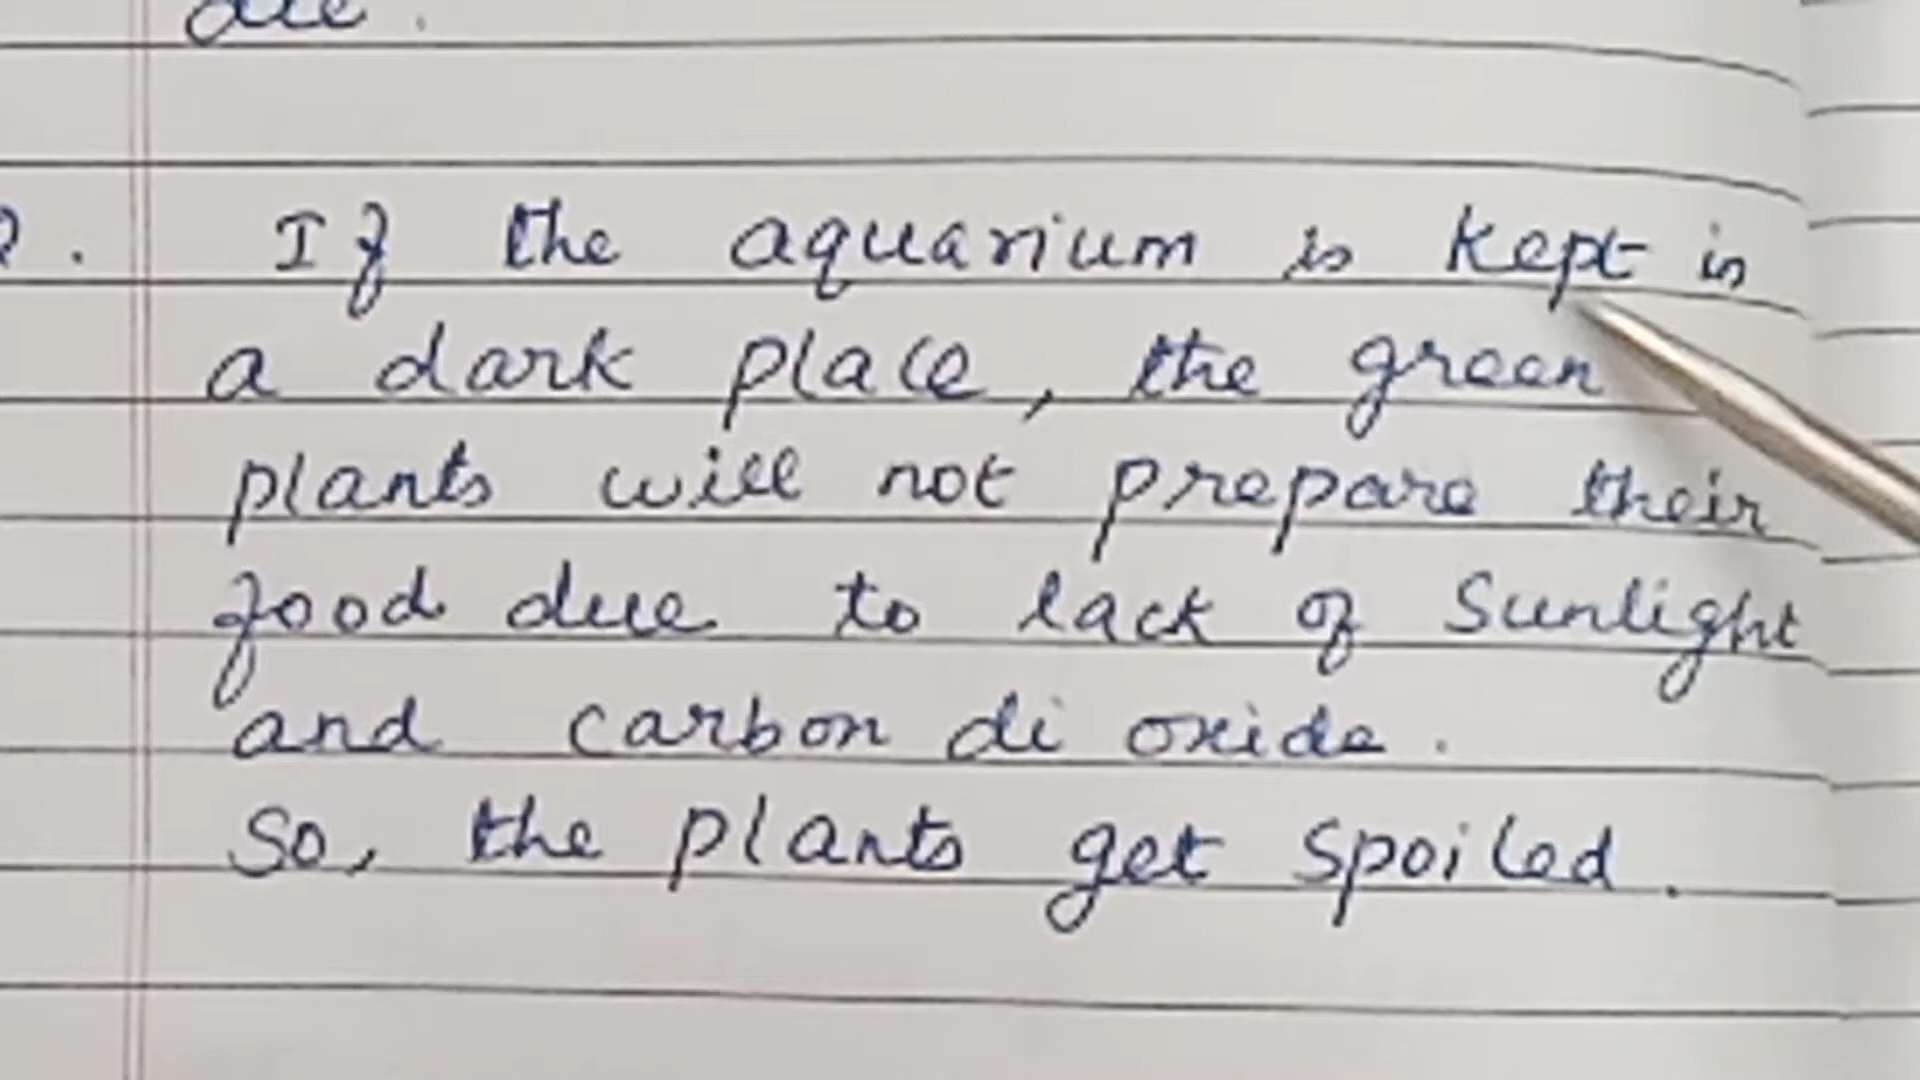 If the aquarium is kept in
a dark place, the green
plants will not prepare their
food due to lack of Sunlight
and carbon di oxide.
So, the plants get spoiled.